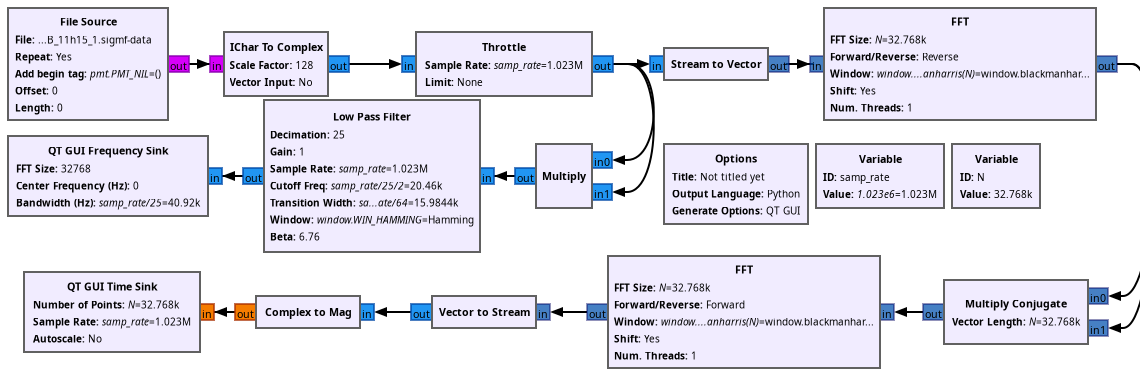 File Source
File: ...B_11h15_1.sigmf-data
Repeat: Yes
Add begin tag: pmt.PMT_NIL=()
Offset: 0
Length: 0
out
in
IChar To Complex
Scale Factor: 128
Vector Input: No
out
in
Throttle
Sample Rate: samp_rate=1.023M
Limit: None
out
in
Stream to Vector
out
in
FFT
FFT Size: N=32.768k
Forward/Reverse: Reverse
Window: window....anharris(N)=window.blackmanhar...
Shift: Yes
Num. Threads: 1
out
QT GUI Frequency Sink
FFT Size: 32768
Center Frequency (Hz): 0
Bandwidth (Hz): samp_rate/25=40.92k
in
out
Low Pass Filter
Decimation: 25
Gain: 1
Sample Rate: samp_rate=1.023M
Cutoff Freq: samp_rate/25/2=20.46k
Transition Width: sa...ate/64=15.9844k
Window: window.WIN_HAMMING=Hamming
Beta: 6.76
in
out
Multiply
in0
in1
Options
Title: Not titled yet
Output Language: Python
Generate Options: QT GUI
Variable
ID: samp_rate
Value: 1.023e6=1.023M
Variable
ID: N
Value: 32.768k
QT GUI Time Sink
Number of Points: N=32.768k
Sample Rate: samp_rate=1.023M
Autoscale: No
in
out
Complex to Mag
in
out
Vector to Stream
in
out
FFT
FFT Size: N=32.768k
Forward/Reverse: Forward
Window: window....anharris(N)=window.blackmanhar...
Shift: Yes
Num. Threads: 1
in
out
Multiply Conjugate
Vector Length: N=32.768k
in0
in1